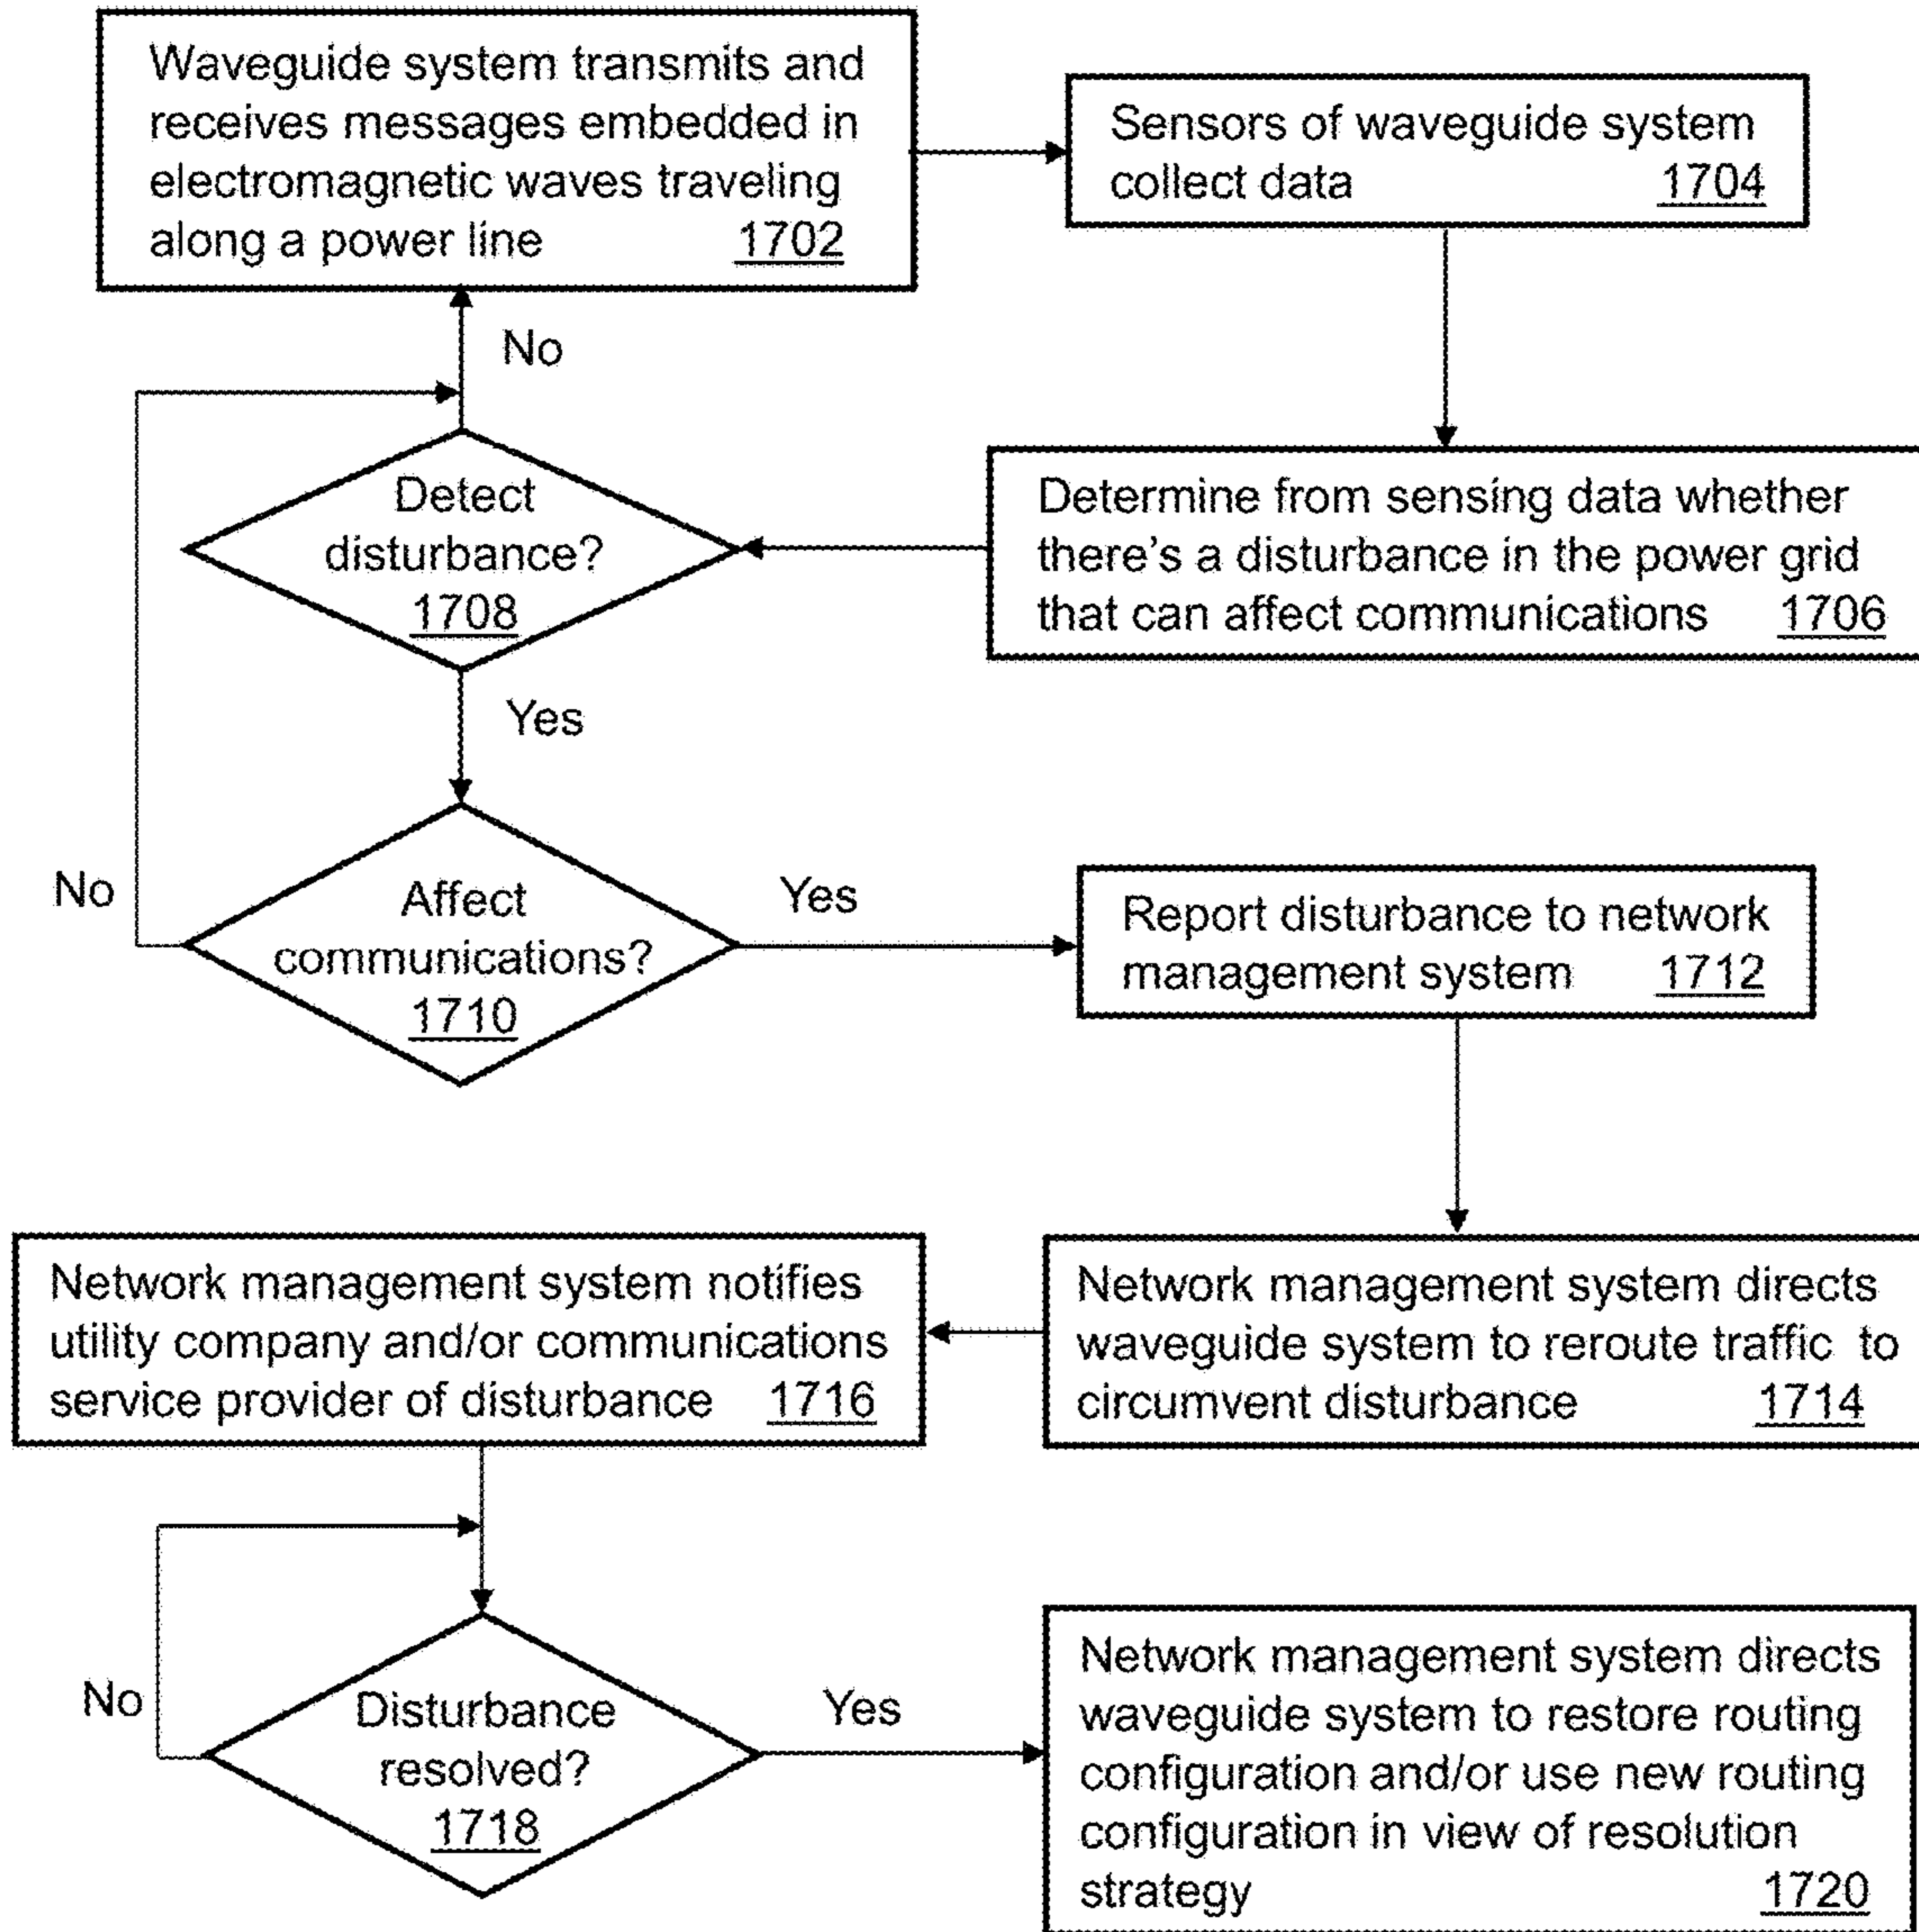 Waveguide system transmits and
receives messages embedded in
electromagnetic waves traveling
along a power line 1702
Sensors of waveguide system
collect data 1704
No
Detect
disturbance?
1708
Determine from sensing data whether
there's a disturbance in the power grid
that can affect communications 1706
Yes
No
Affect
communications?
1710
Yes
Report disturbance to network
management system 1712
Network management system notifies
utility company and/or communications
service provider of disturbance 1716
Network management system directs
waveguide system to reroute traffic to
circumvent disturbance 1714
No
Disturbance
resolved?
1718
Yes
Network management system directs
waveguide system to restore routing
configuration and/or use new routing
configuration in view of resolution
strategy 1720